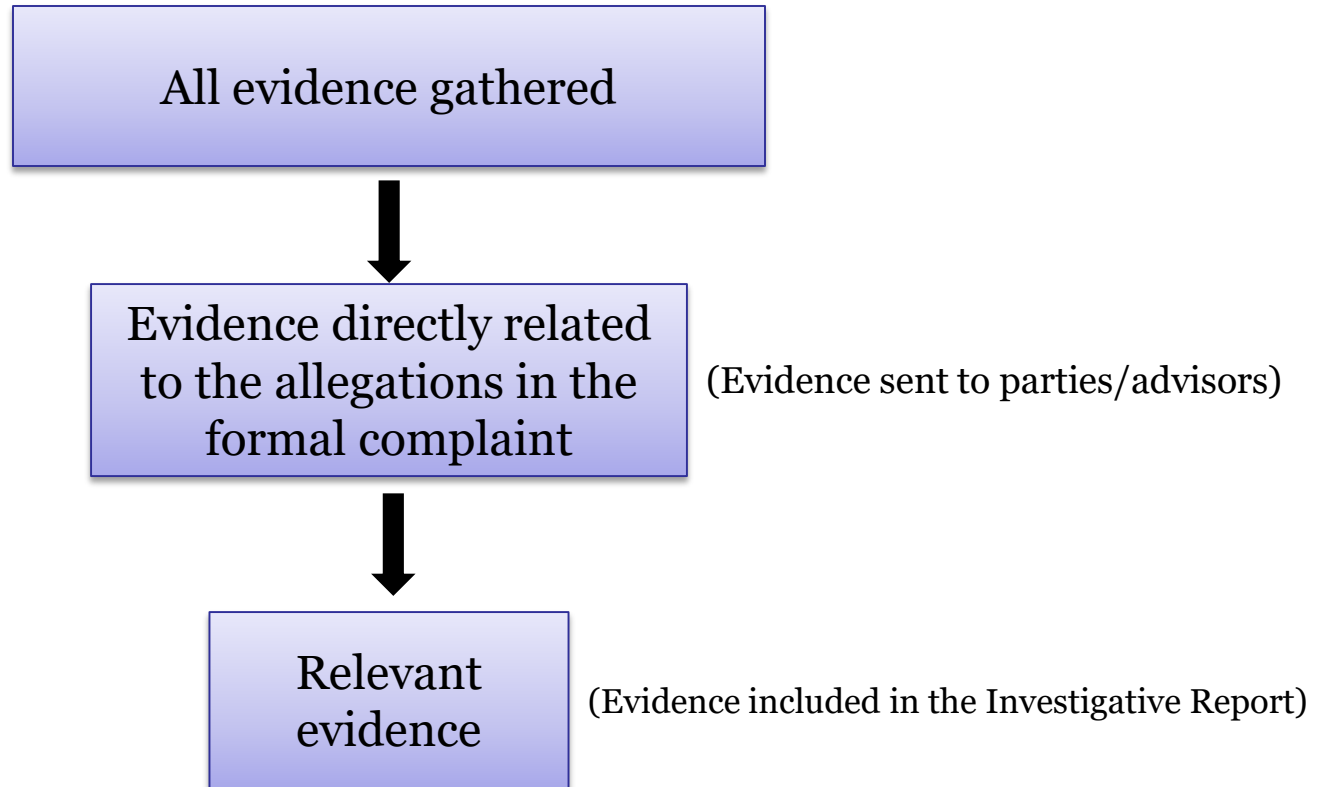 All evidence gathered
Evidence directly related
to the allegations in the
formal complaint
(Evidence sent to parties/advisors)
Relevant
evidence
(Evidence included in the Investigative Report)